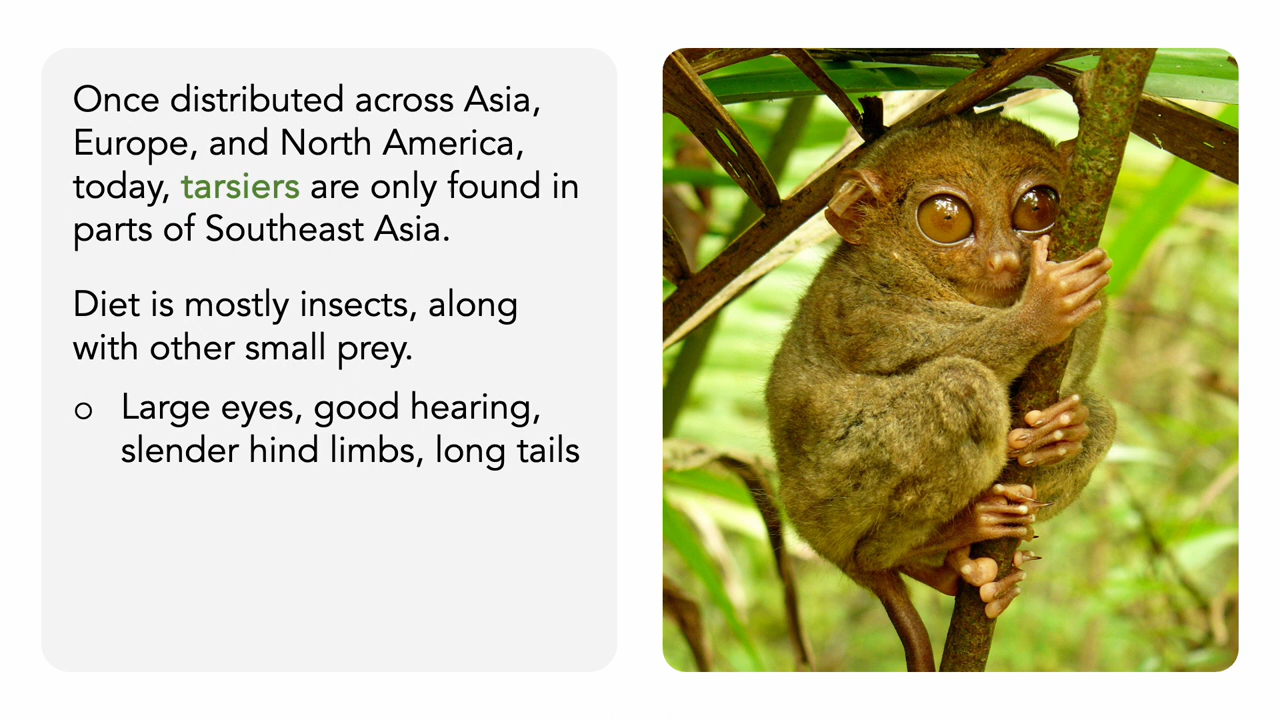 Once distributed across Asia,
Europe, and North America,
today, tarsiers are only found in
parts of Southeast Asia.
Diet is mostly insects, along
with other small prey.
○ Large eyes, good hearing,
slender hind limbs, long tails